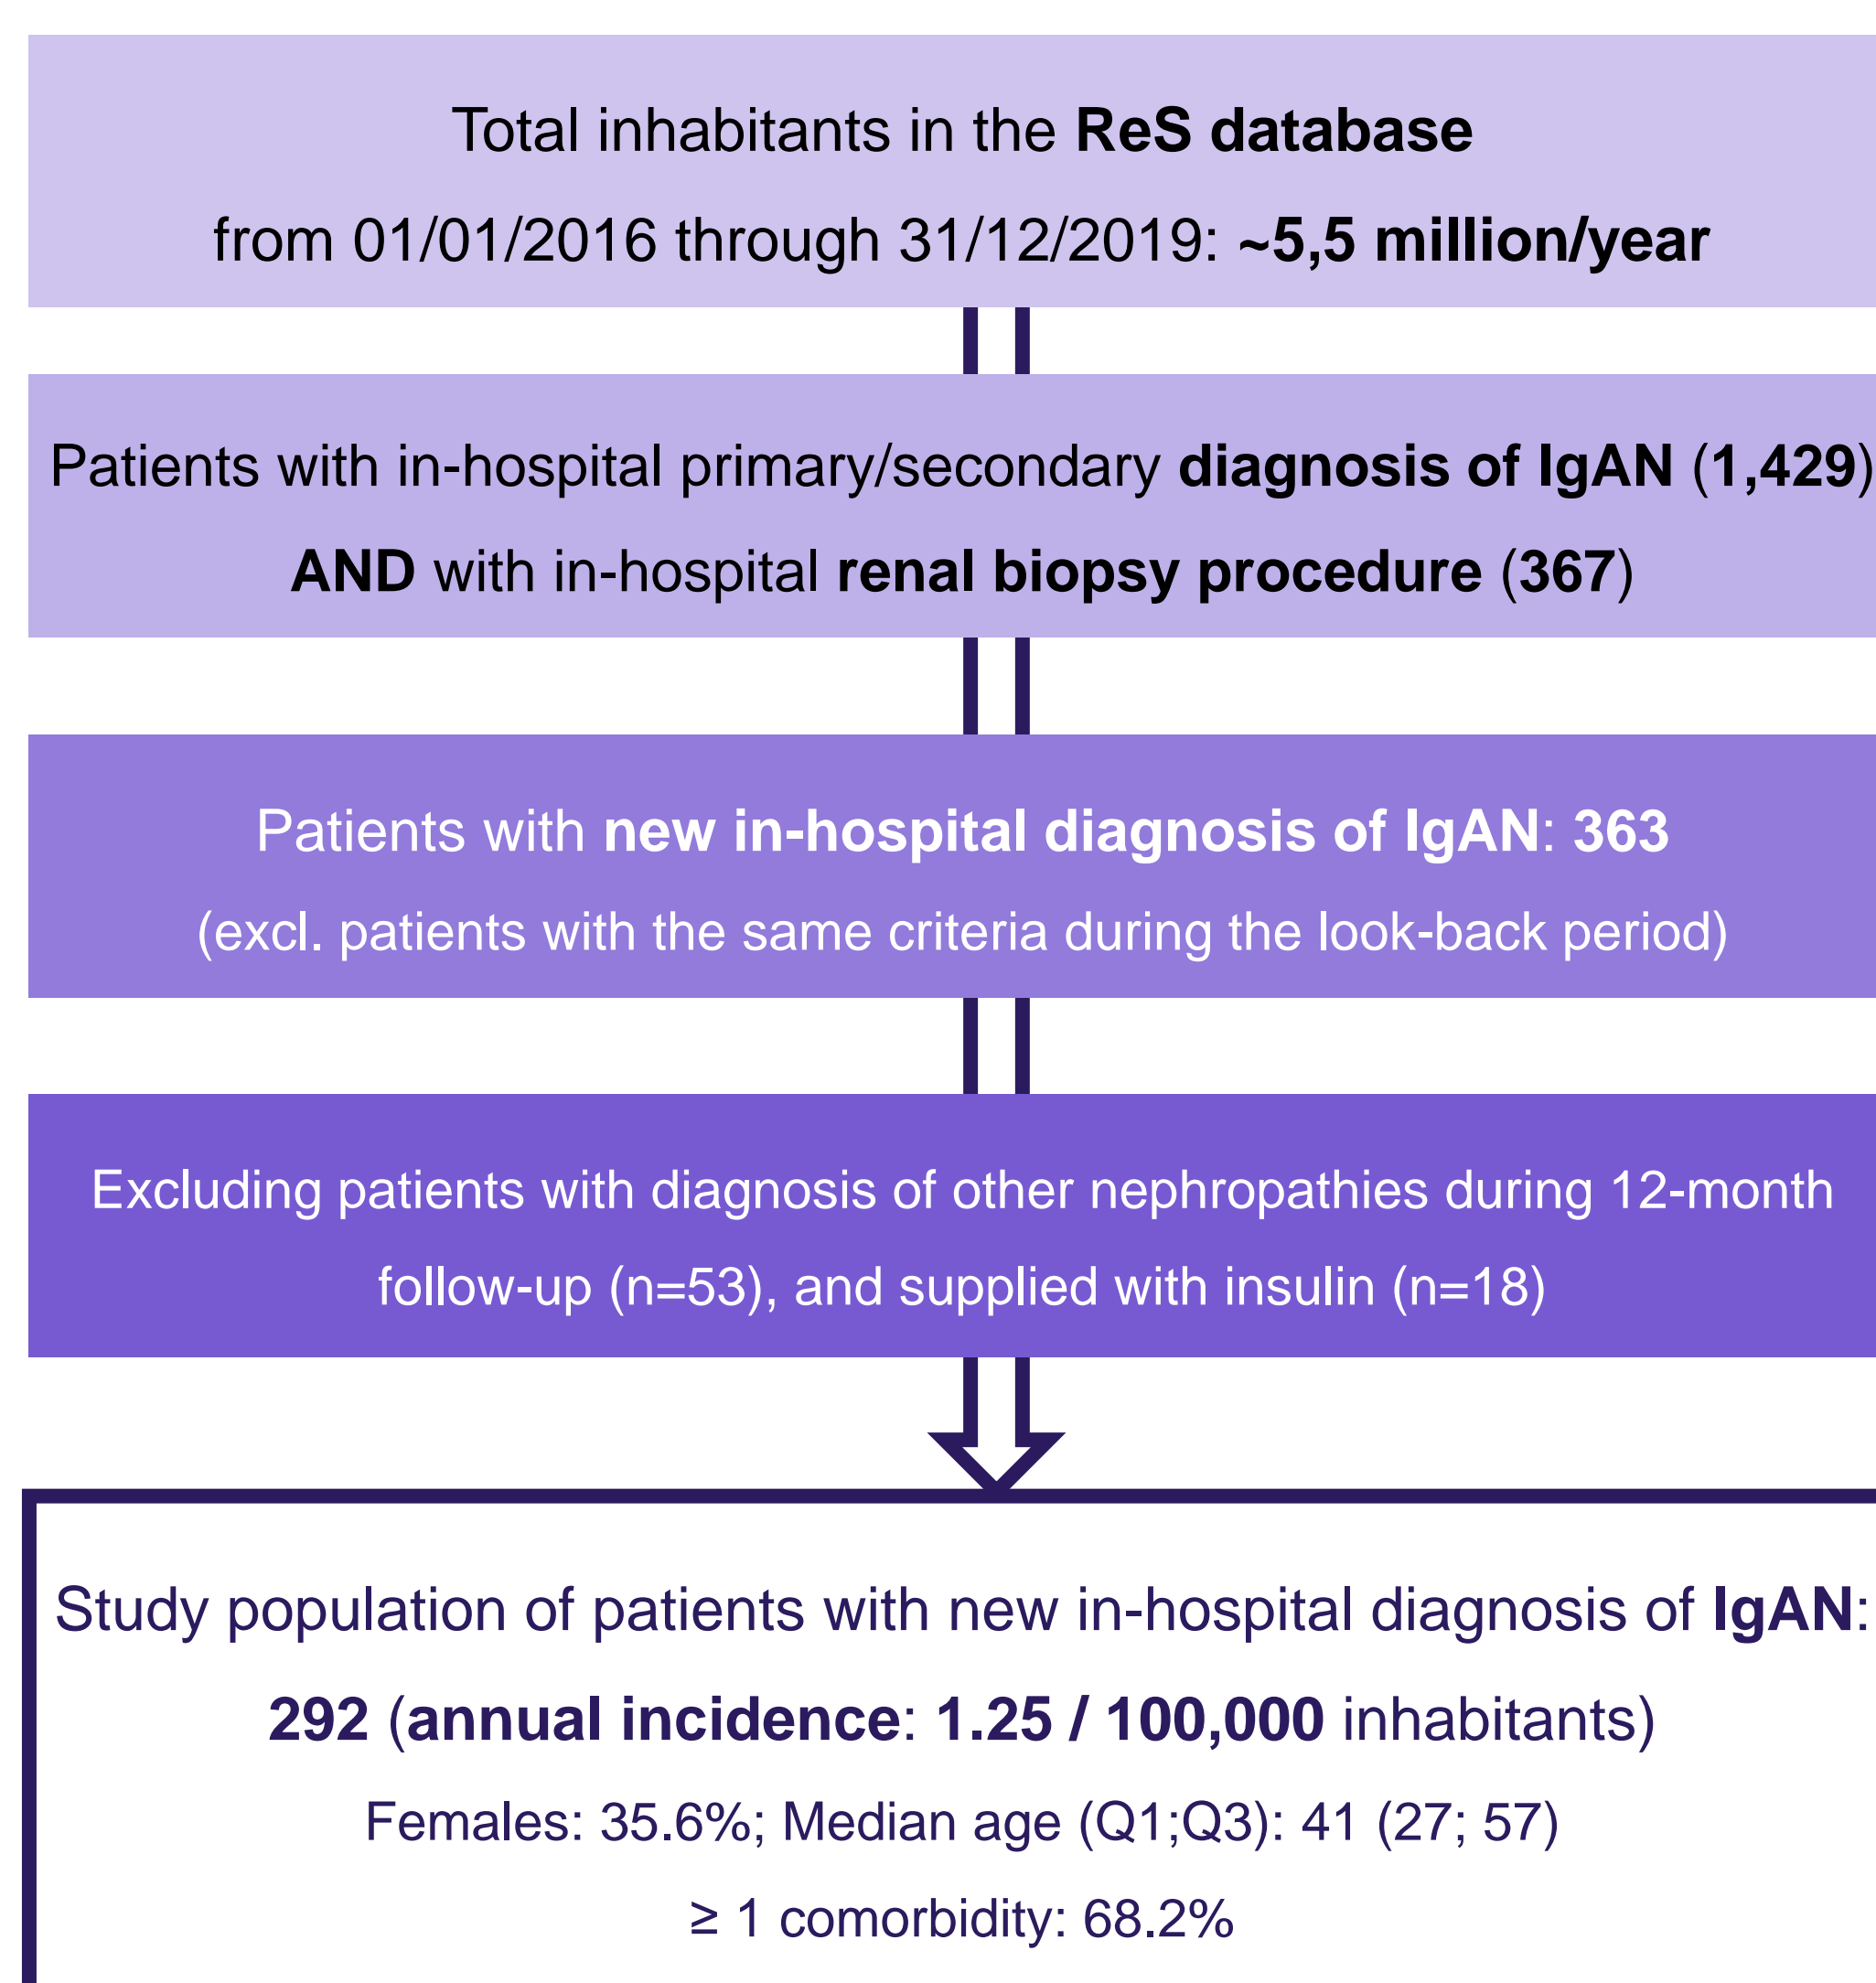 Total inhabitants in the ReS database
from 01/01/2016 through 31/12/2019: ~5,5 million/year
Patients with in-hospital primary/secondary diagnosis of IgAN (1,429)
AND with in-hospital renal biopsy procedure (367)
Patients with new in-hospital diagnosis of IgAN: 363
(excl. patients with the same criteria during the look-back period)
Excluding patients with diagnosis of other nephropathies during 12-month
follow-up (n=53), and supplied with insulin (n=18)
Study population of patients with new in-hospital diagnosis of IgAN:
292 (annual incidence: 1.25 / 100,000 inhabitants)
Females: 35.6%; Median age (Q1;Q3): 41 (27; 57)
≥ 1 comorbidity: 68.2%